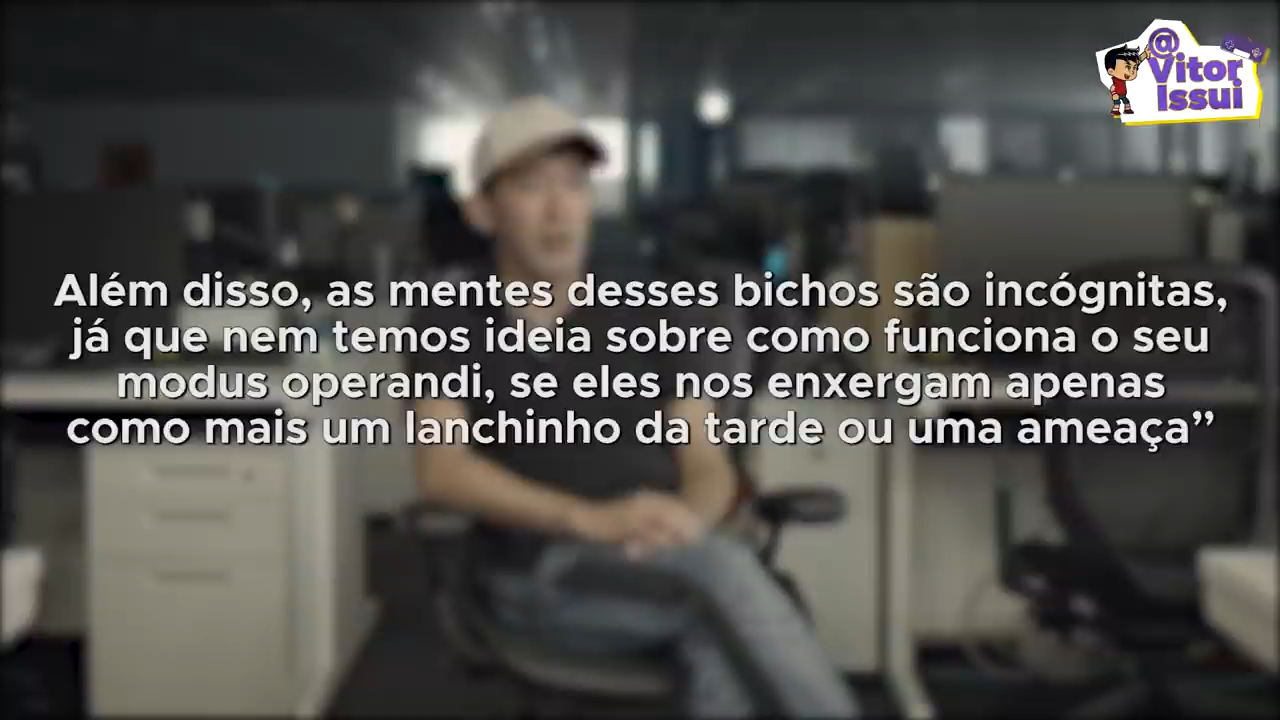 @
Vitor
Issui
Além disso, as mentes desses bichos são incógnitas,
já que nem temos ideia sobre como funciona o seu
modus operandi, se eles nos enxergam apenas
como mais um lanchinho da tarde ou uma ameaça”